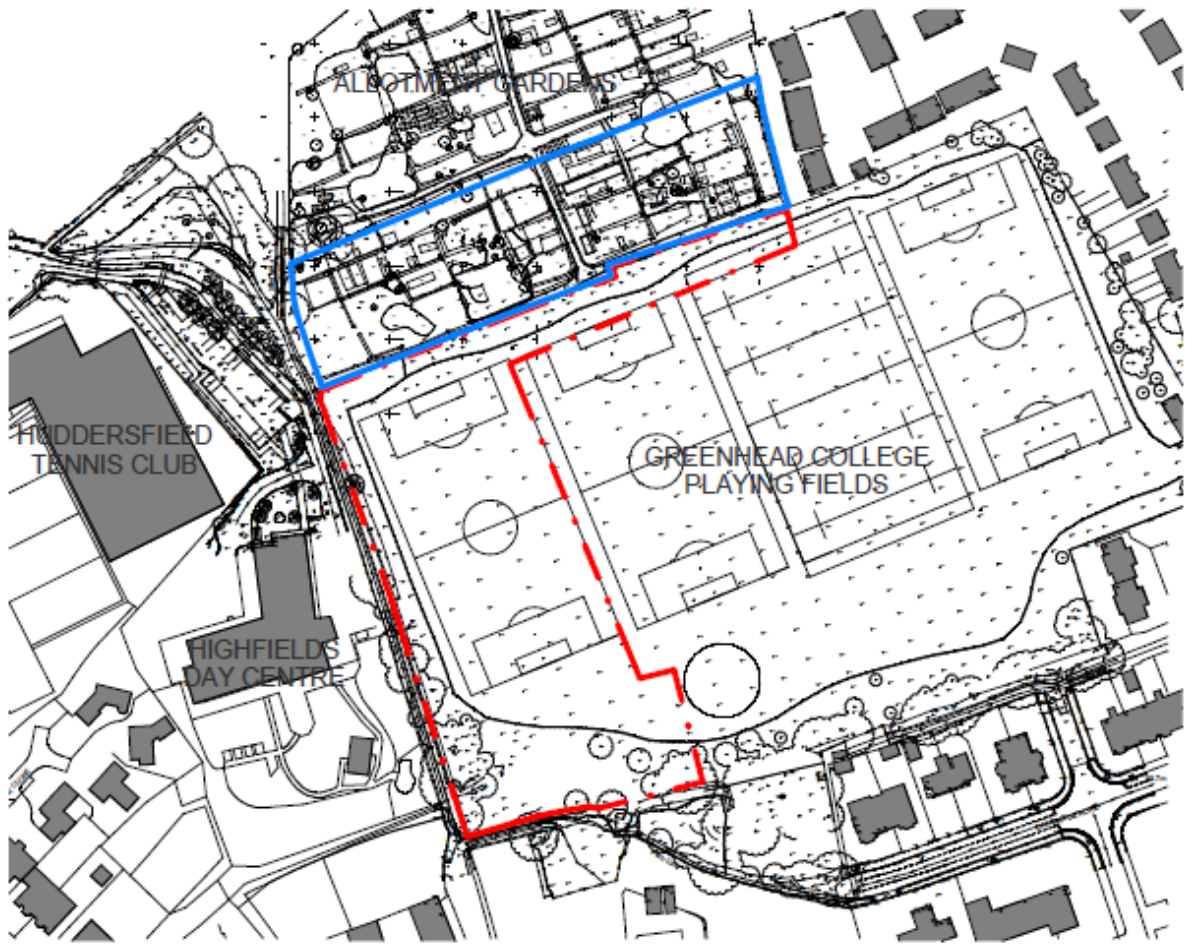 ALLOTMENT GARDENS
HUDDERSFIELD
TENNIS CLUB
GREENHEAD COLLEGE
PLAYING FIELDS
HIGHFIELDS
DAY CENTRE